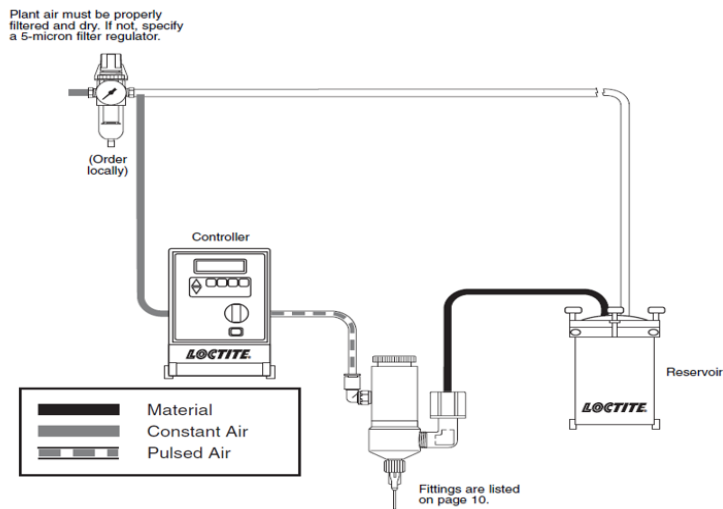 Plant air must be properly
filtered and dry. If not, specify
a 5-micron filter regulator.
(Order
locally)
Controller
LOCTITE.
Reservoir
LOCTITE.
Material
Constant Air
Pulsed Air
Fittings are listed
on page 10.